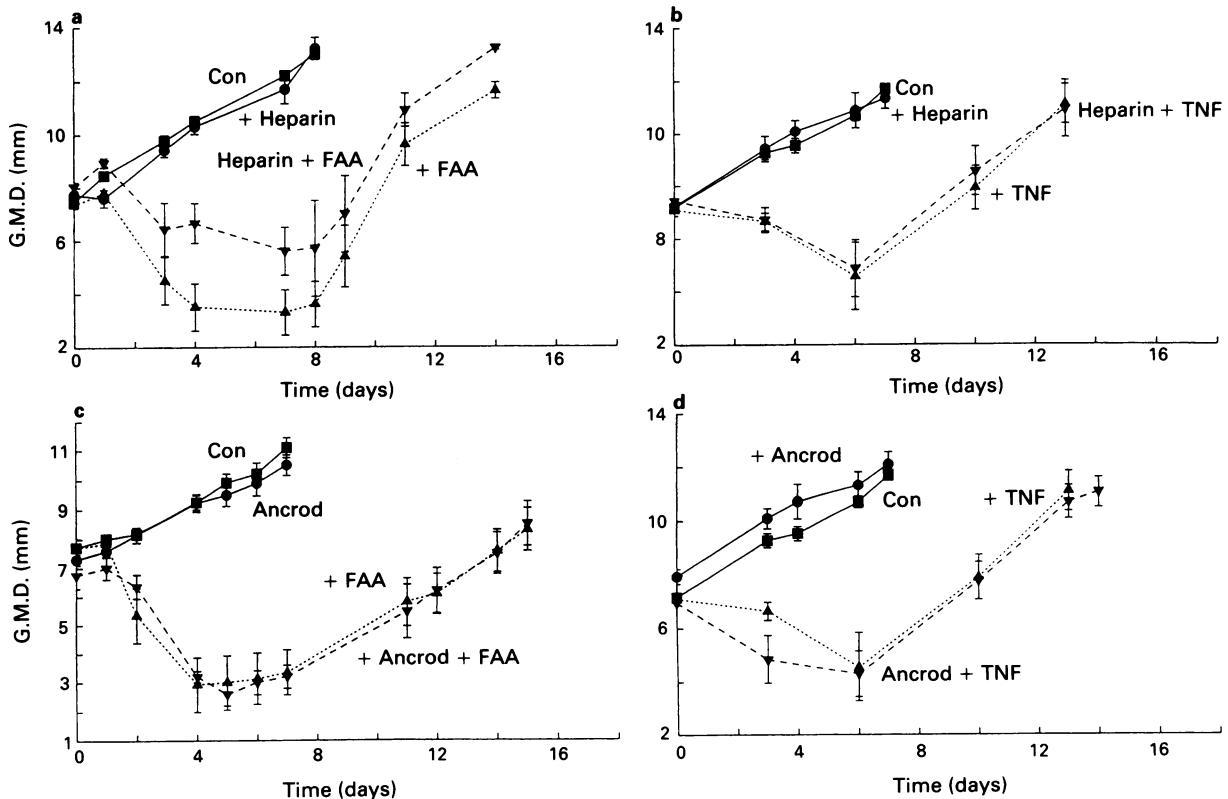 a
14
10
6
2
G.M.D. (mm)
Con
+ Heparin
Heparin + FAA
+ FAA
0 4 8 12 16
Time (days)
b
14
10
8
2
Con
+ Heparin
Heparin + TNF
+ TNF
0 4 8 12 16
Time (days)
c
11
9
7
5
3
1
G.M.D. (mm)
Con
Ancrod
+ FAA
+ Ancrod + FAA
0 4 8 12 16
Time (days)
d
14
10
6
2
+ Ancrod
Con
+ TNF
Ancrod + TNF
0 4 8 12 16
Time (days)